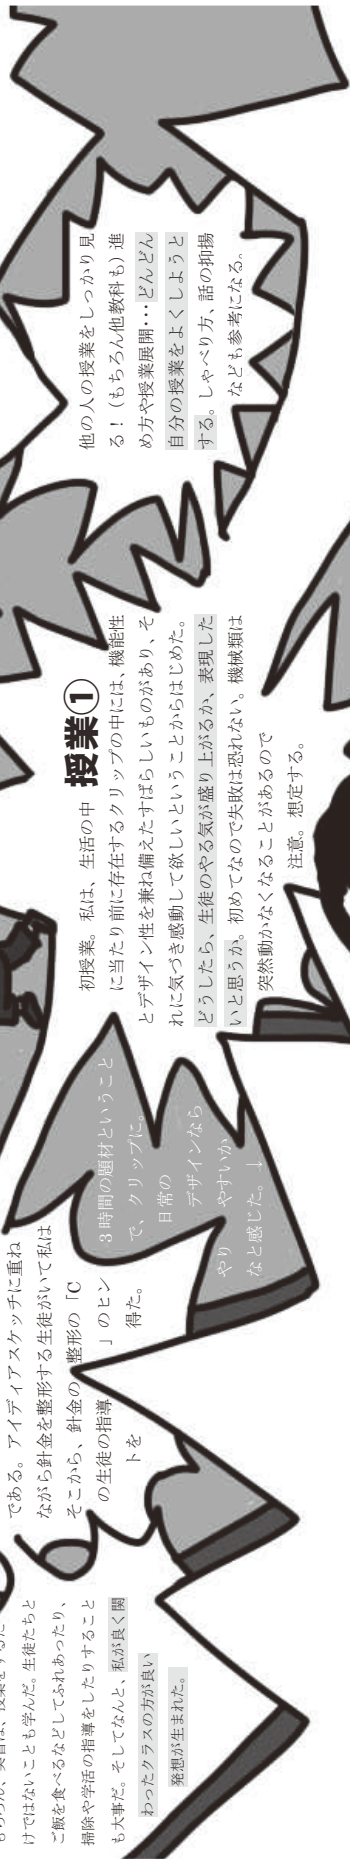 もちろん、実習は、授業をするだ
けではないことも学んだ。生徒たちと
ご飯を食べるなどしてふれあったり、
掃除や学活の指導をしたりすること
も大事だ。そしてなんと、私が良く関
わったクラスの方が良い
発想が生まれた。
である。アイディアスケッチに重ね
ながら針金を整形する生徒がいて私は
そこから、針金の 整形の「C
の生徒の指導 」のヒン
トを 得た。
3 時間の題材ということ
で、クリップに。
日常の
デザインなら
やり やすいか
なと感じた。↓
授業①
初授業。私は、生活の中
に当たり前に存在するクリップの中には、機能性
とデザイン性を兼ね備えたすばらしいものがあり、そ
れに気づき感動して欲しいということからはじめた。
どうしたら、生徒のやる気が盛り上がるか、表現した
いと思うか。初めてなので失敗は恐れない。機械類は
突然動かなくなることがあるので
注意。想定する。
他の人の授業をしっかり見
る！（もちろん他教科も）進
め方や授業展開･･･どんどん
自分の授業をよくしようと
する。しゃべり方、話の抑揚
なども参考になる。